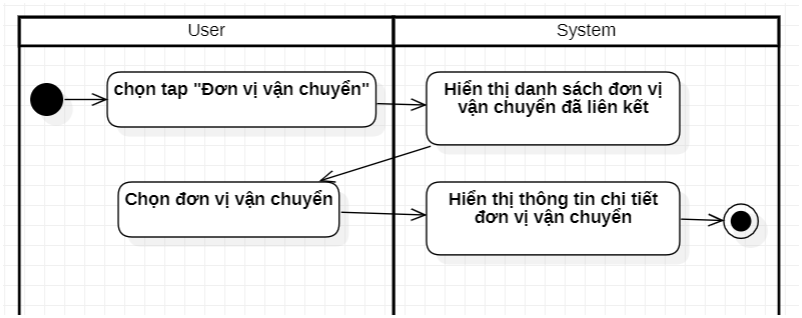 User
System
chọn tap "Đơn vị vận chuyển"
Hiển thị danh sách đơn vị
vận chuyển đã liên kết
Chọn đơn vị vận chuyển
Hiển thị thông tin chi tiết
đơn vị vận chuyển